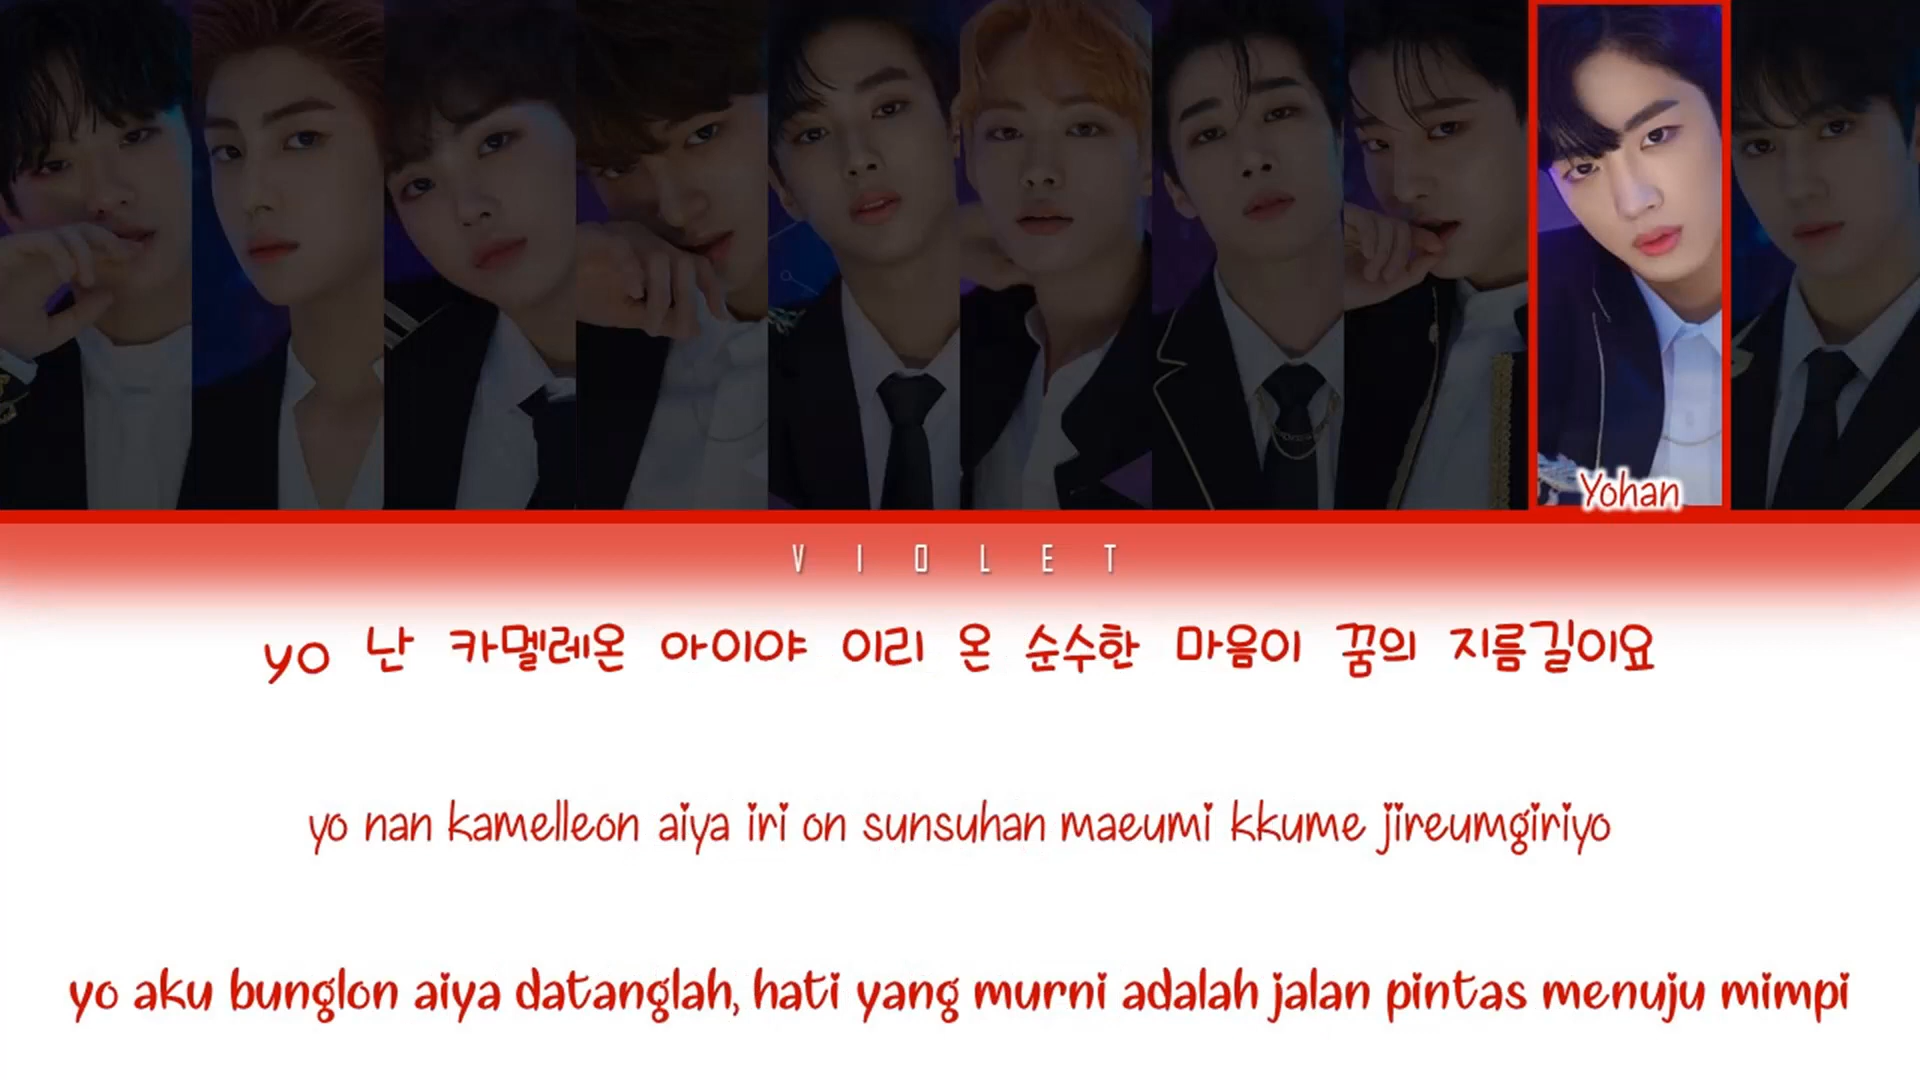 Yohan
VIOLET
yo 난 카멜레온 아이야 이리 온 순수한 마음이 꿈의 지름길이요
yo nan kamelleon aiya iri on sunsuhan maeumi kkume jireumgiriyo
yo aku bunglon aiya datanglah, hati yang murni adalah jalan pintas menuju mimpi